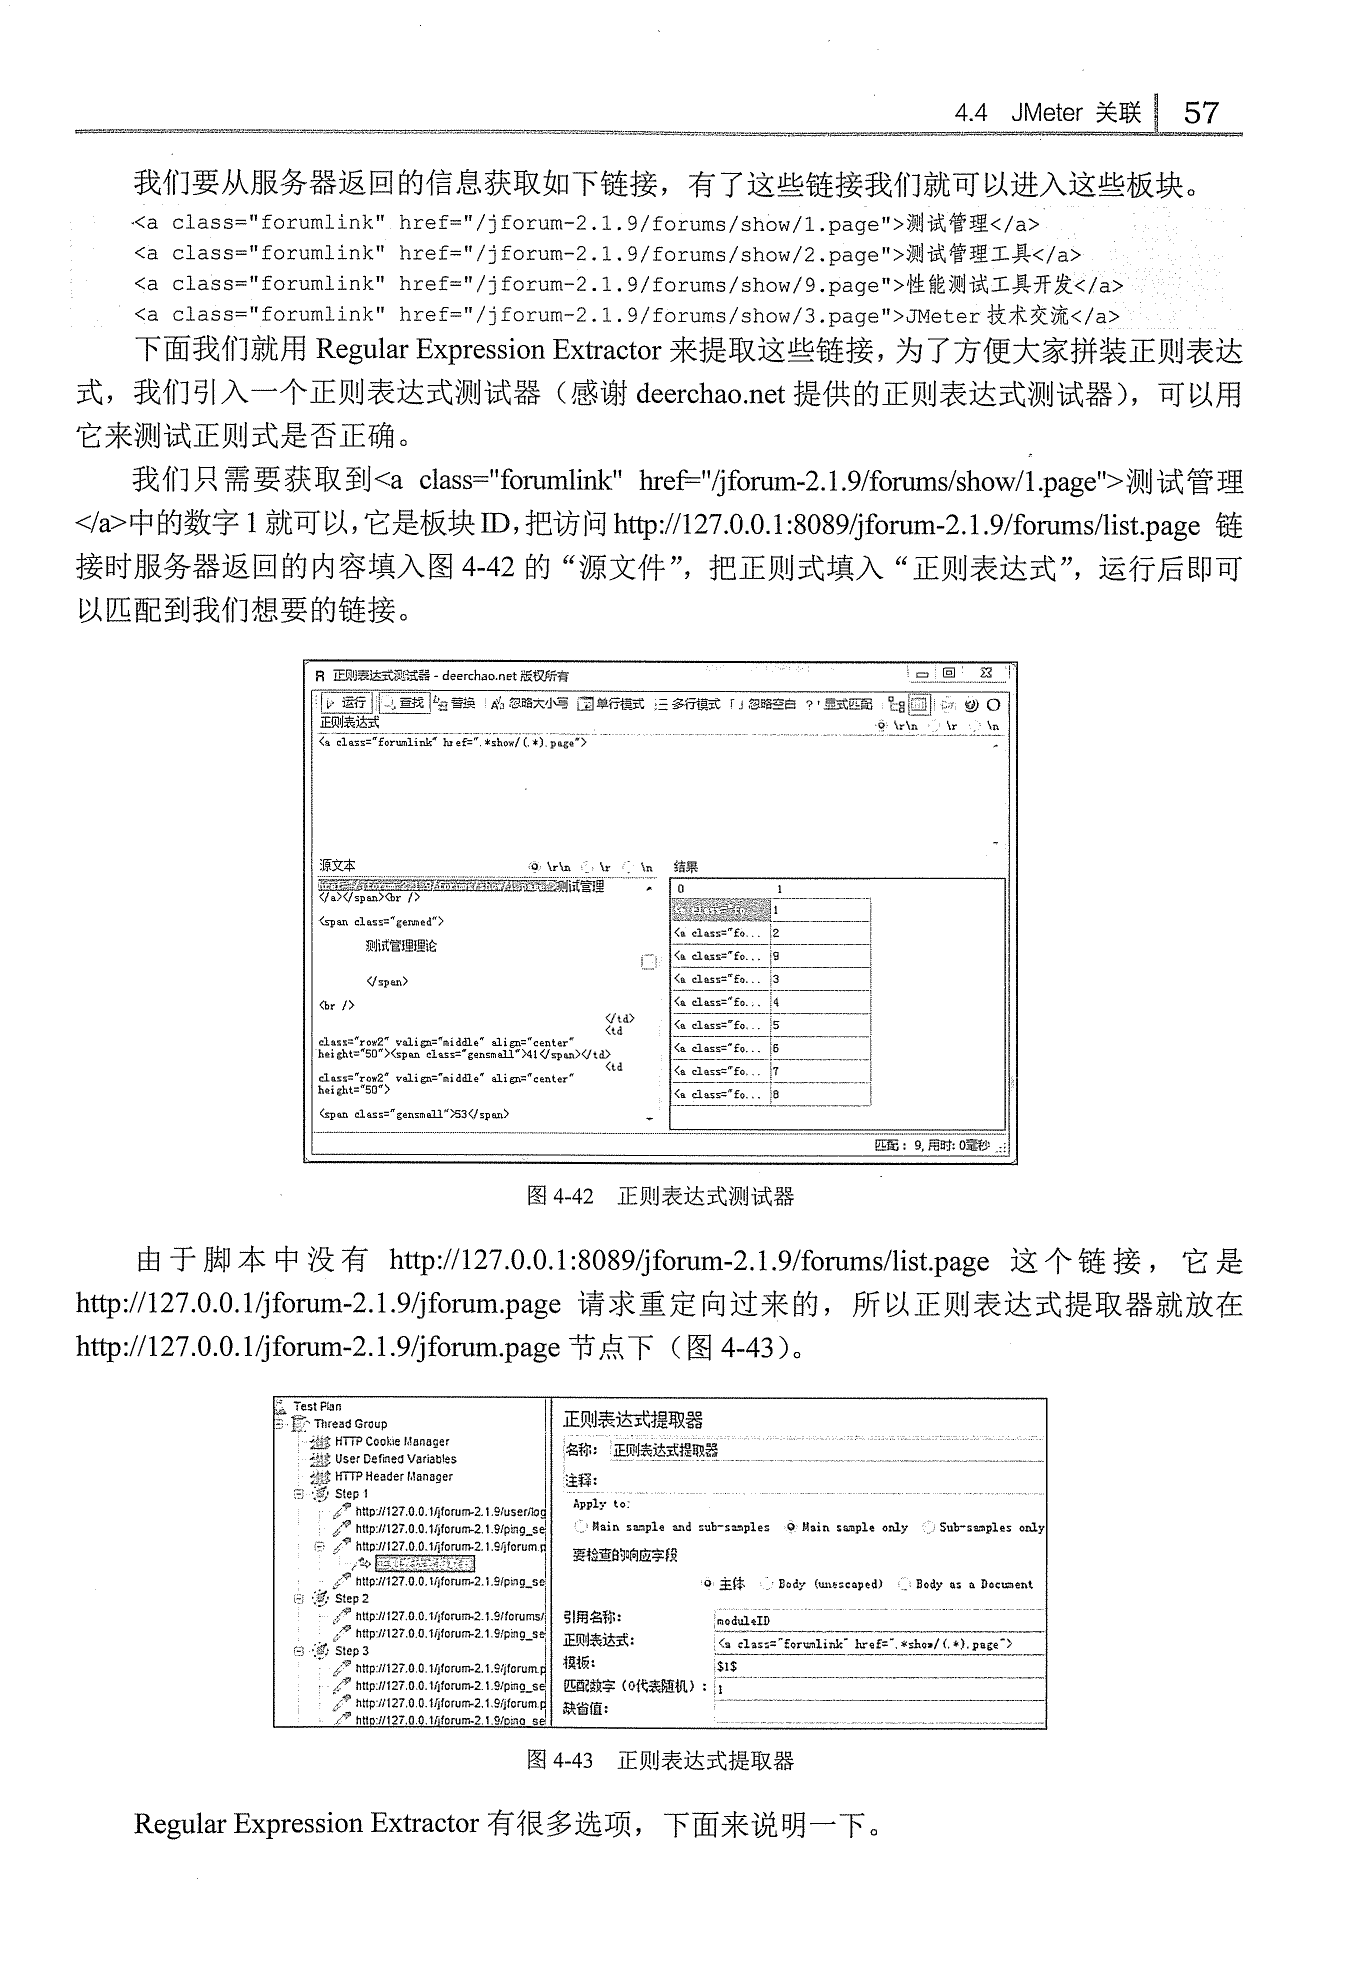 4.4 JMeter 关联 57
我们要从服务器返回的信息获取如下链接，有了这些链接我们就可以进入这些板块。
<a class="forumlink" href="/jforum-2.1.9/forums/show/1.page">测试管理</a>
<a class="forumlink" href="/jforum-2.1.9/forums/show/2.page">测试管理工具</a>
<a class="forumlink" href="/jforum-2.1.9/forums/show/9.page">性能测试工具开发</a>
<a class="forumlink" href="/jforum-2.1.9/forums/show/3.page">JMeter 技术交流</a>
下面我们就用 Regular Expression Extractor 来提取这些链接，为了方便大家拼装正则表达
式，我们引入一个正则表达式测试器（感谢 deerchao.net 提供的正则表达式测试器），可以用
它来测试正则式是否正确。
我们只需要获取到<a class="forumlink" href="/jforum-2.1.9/forums/show/1.page">测试管理
</a>中的数字 1 就可以，它是板块 ID，把访问 http://127.0.0.1:8089/jforum-2.1.9/forums/list.page 链
接时服务器返回的内容填入图 4-42 的“源文件”，把正则式填入“正则表达式”，运行后即可
以匹配到我们想要的链接。
R 正则表达式测试器 - deerchao.net 版权所有
运行 查找 替换 忽略大小写 单行模式 多行模式 忽略空白 显式匹配
正则表达式 \r\n \r \n
<a class="forumlink" href=".*show/(.*).page">
源文本 \r\n \r \n 结果
测试管理
</a></span><br />
<span class="genmed">
测试管理理论
</span>
<br />
</td>
<td
class="row2" valign="middle" align="center"
height="50"><span class="gensmall">41</span></td>
<td
class="row2" valign="middle" align="center"
height="50">
<span class="gensmall">53</span>
0 1
<a class="fo... 1
<a class="fo... 2
<a class="fo... 9
<a class="fo... 3
<a class="fo... 4
<a class="fo... 5
<a class="fo... 6
<a class="fo... 7
<a class="fo... 8
匹配：9, 用时: 0毫秒
图 4-42 正则表达式测试器
由于脚本中没有 http://127.0.0.1:8089/jforum-2.1.9/forums/list.page 这个链接，它是
http://127.0.0.1/jforum-2.1.9/jforum.page 请求重定向过来的，所以正则表达式提取器就放在
http://127.0.0.1/jforum-2.1.9/jforum.page 节点下（图 4-43）。
Test Plan
Thread Group
HTTP Cookie Manager
User Defined Variables
HTTP Header Manager
Step 1
http://127.0.0.1/jforum-2.1.9/user/log
http://127.0.0.1/jforum-2.1.9/ping_se
http://127.0.0.1/jforum-2.1.9/jforum.p
正则表达式提取器
http://127.0.0.1/jforum-2.1.9/ping_se
Step 2
http://127.0.0.1/jforum-2.1.9/forums/
http://127.0.0.1/jforum-2.1.9/ping_se
Step 3
http://127.0.0.1/jforum-2.1.9/jforum.p
http://127.0.0.1/jforum-2.1.9/ping_se
http://127.0.0.1/jforum-2.1.9/jforum.p
http://127.0.0.1/jforum-2.1.9/ping_se
正则表达式提取器
名称： 正则表达式提取器
注释：
Apply to:
Main sample and sub-samples Main sample only Sub-samples only
要检查的响应字段
主体 Body (unescaped) Body as a Document
引用名称： moduleID
正则表达式： <a class="forumlink" href=".*show/(.*).page">
模板： $1$
匹配数字（0代表随机）： 1
缺省值：
图 4-43 正则表达式提取器
Regular Expression Extractor 有很多选项，下面来说明一下。